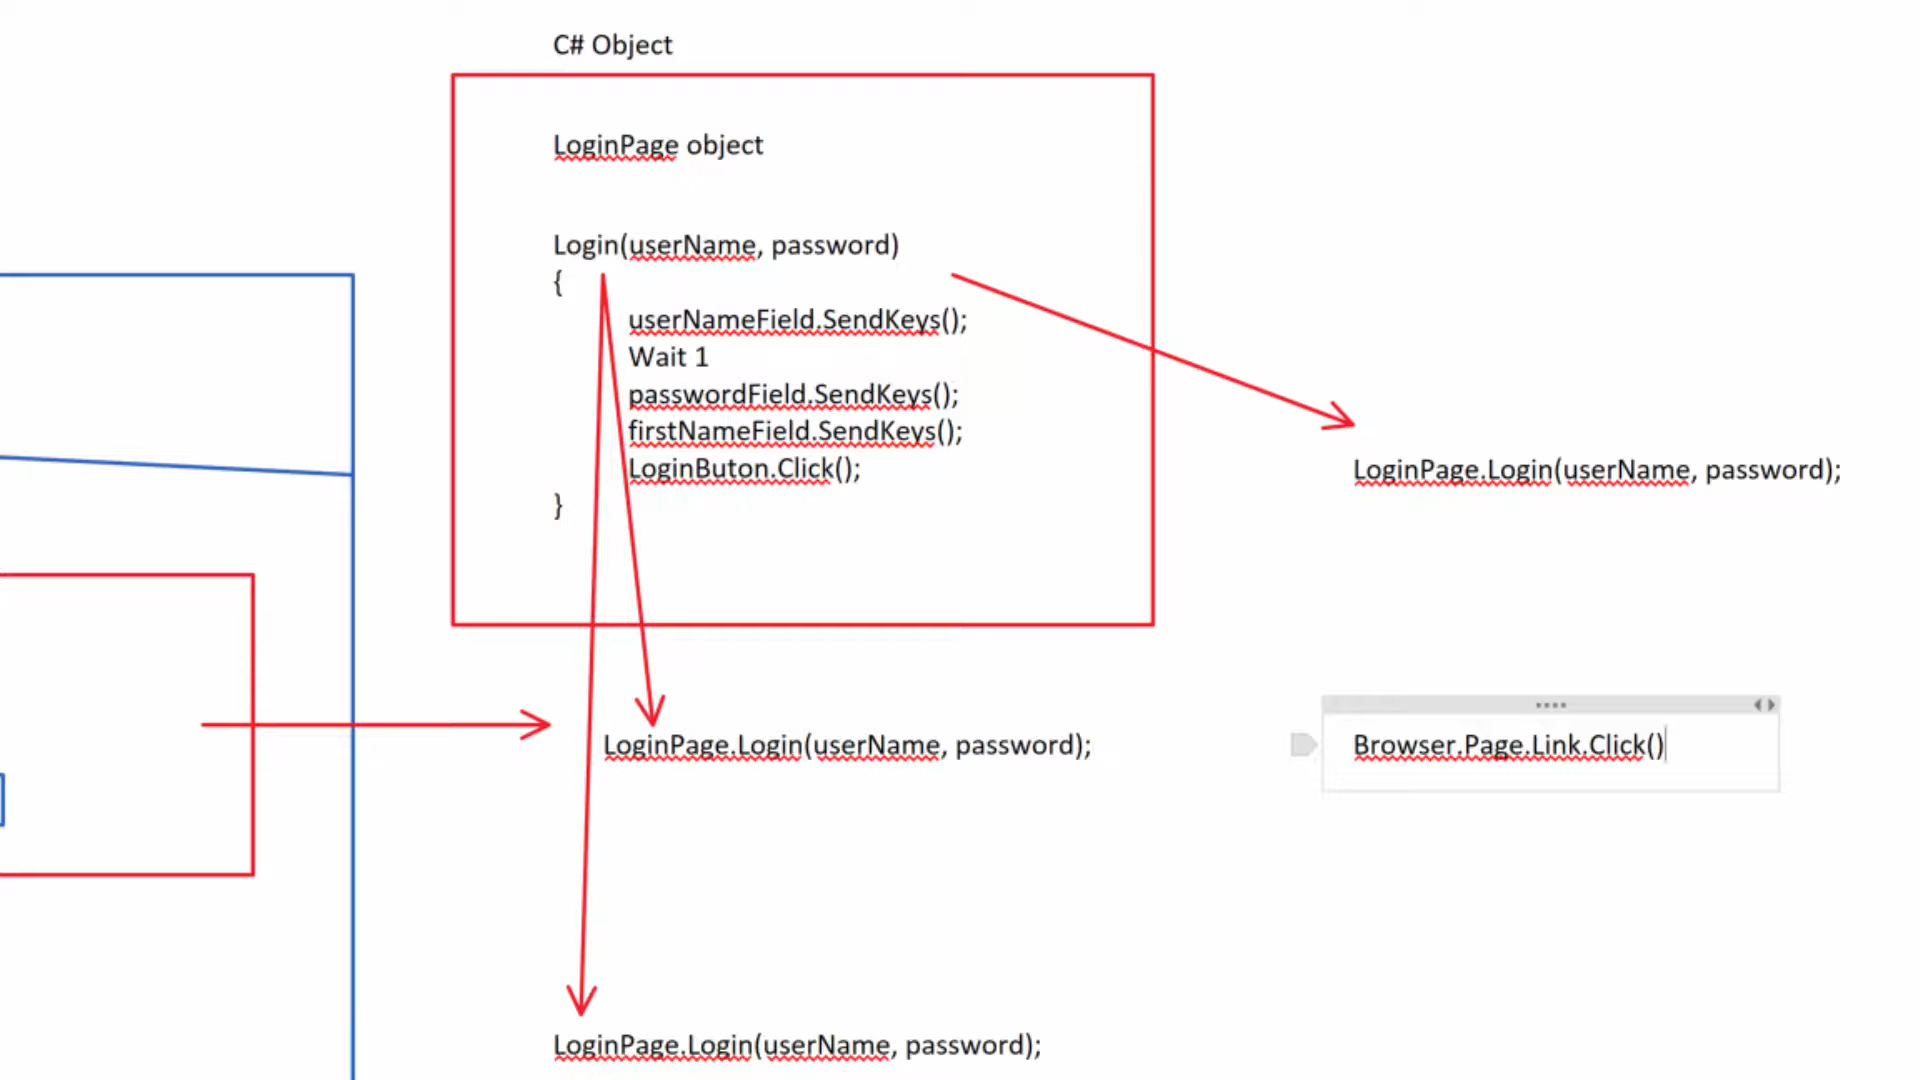 C# Object
LoginPage object
Login(userName, password)
{
userNameField.SendKeys();
Wait 1
passwordField.SendKeys();
firstNameField.SendKeys();
LoginButon.Click();
}
LoginPage.Login(userName, password);
LoginPage.Login(userName, password);
Browser.Page.Link.Click()
LoginPage.Login(userName, password);